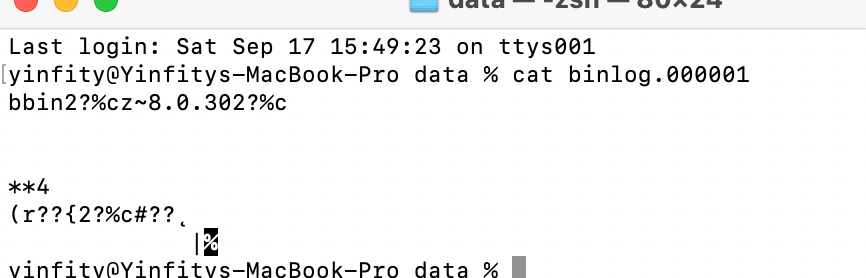 data — -zsh — 80×24
Last login: Sat Sep 17 15:49:23 on ttys001
[yinfity@Yinfitys-MacBook-Pro data % cat binlog.000001
bbin2?%cz~8.0.302?%c
**4
(r??{2?%c#??˛
|%
yinfity@Yinfitys-MacBook-Pro data %